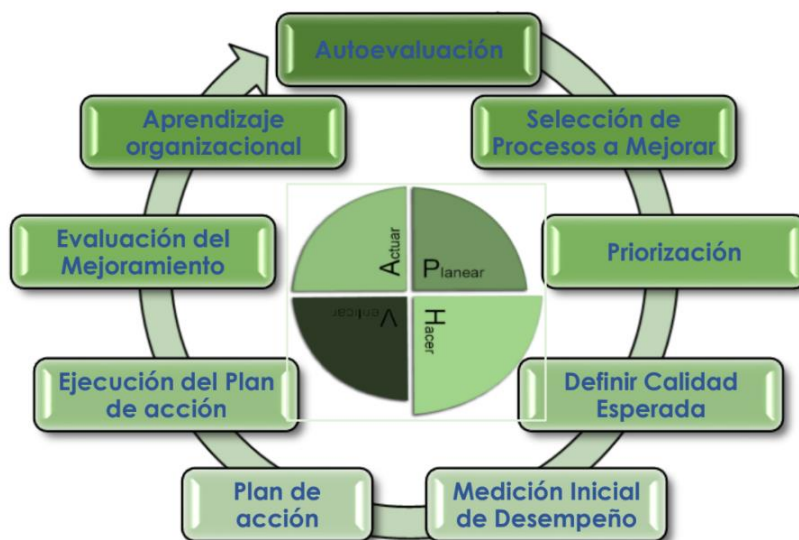 Autoevaluación
Selección de
Procesos a Mejorar
Priorización
Definir Calidad
Esperada
Medición Inicial
de Desempeño
Plan de
acción
Ejecución del Plan
de acción
Evaluación del
Mejoramiento
Aprendizaje
organizacional
Actuar
Planear
Hacer
Verificar